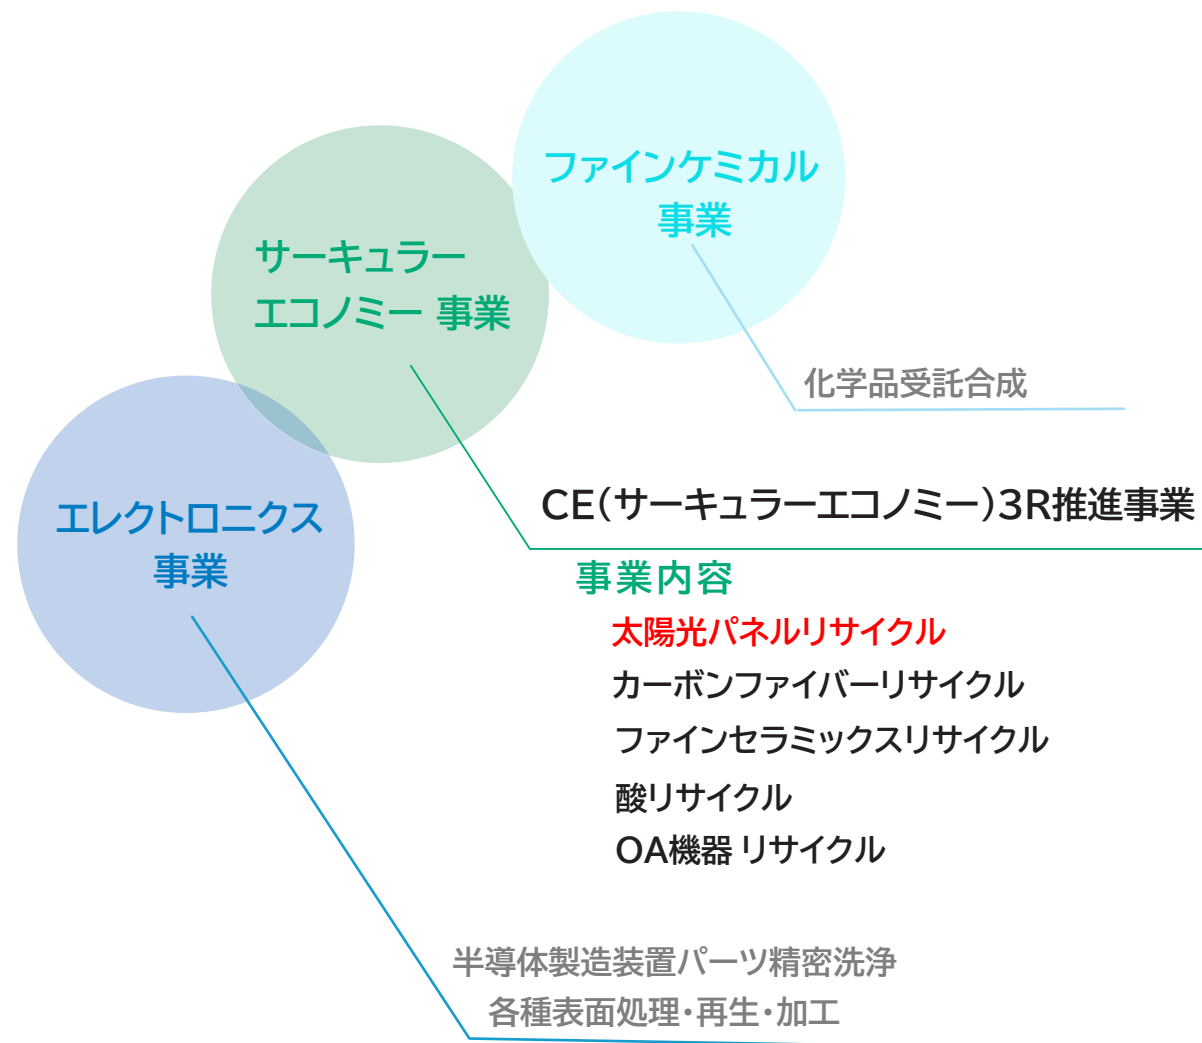 ファインケミカル
事業
サーキュラー
エコノミー 事業
化学品受託合成
CE(サーキュラーエコノミー)3R推進事業
エレクトロニクス
事業
事業内容
太陽光パネルリサイクル
カーボンファイバーリサイクル
ファインセラミックスリサイクル
酸リサイクル
OA機器 リサイクル
半導体製造装置パーツ精密洗浄
各種表面処理・再生・加工